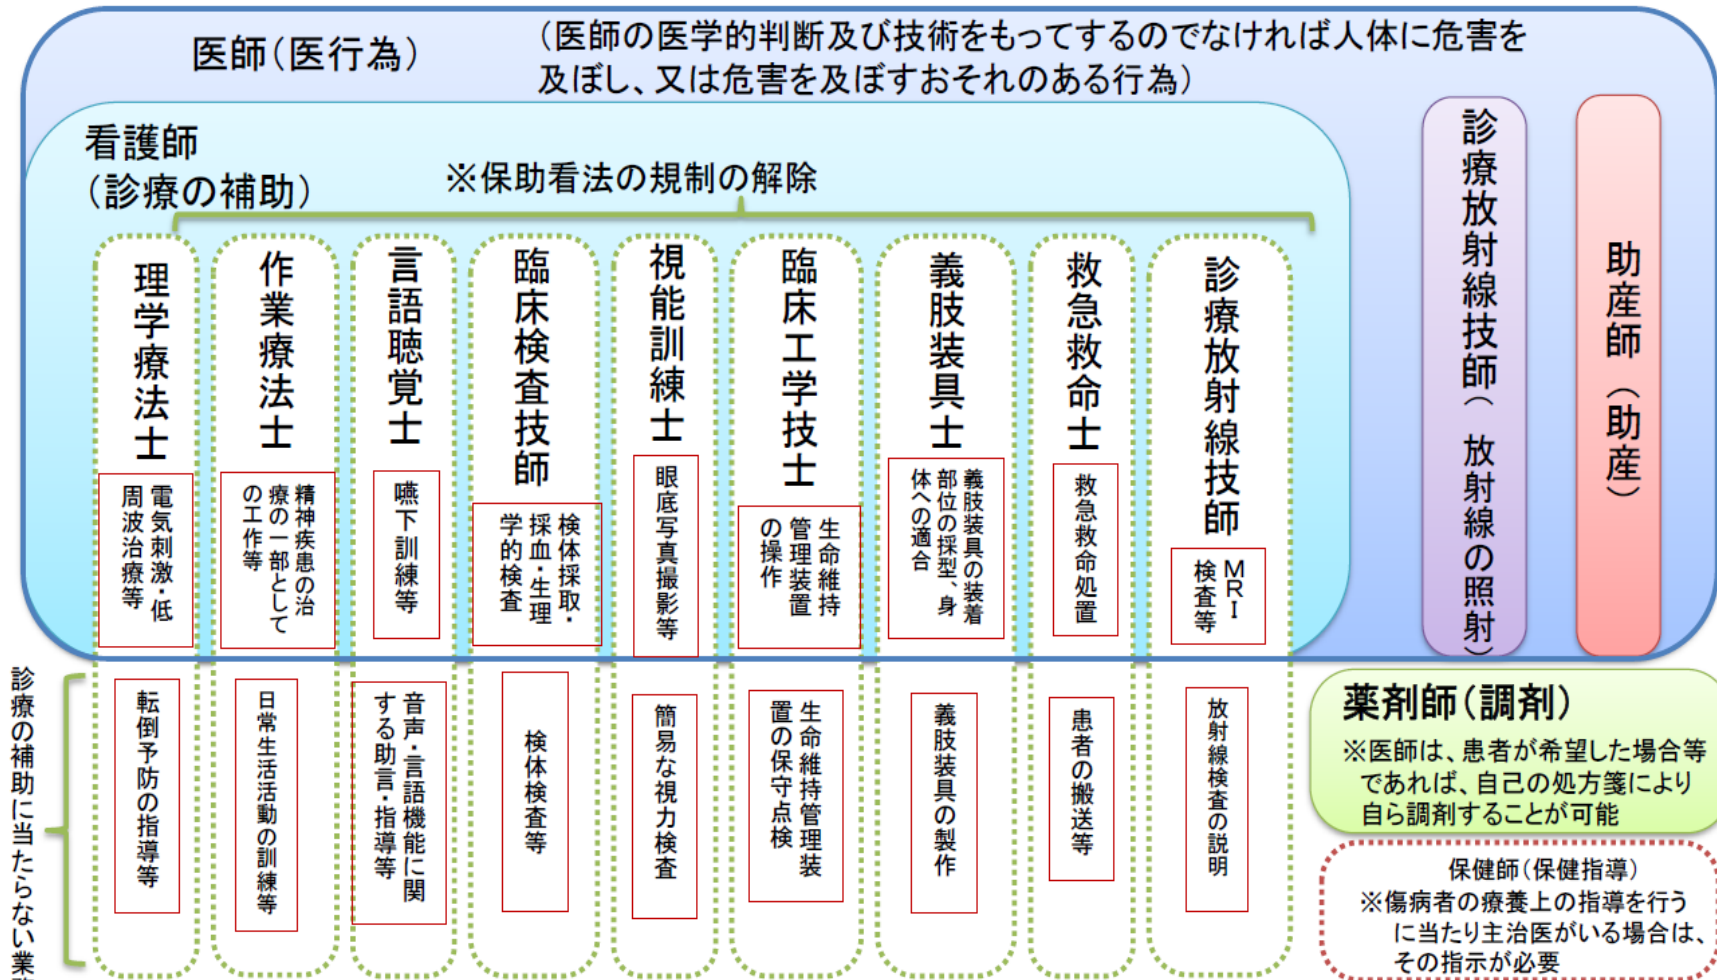 医師(医行為)
(医師の医学的判断及び技術をもってするのでなければ人体に危害を
及ぼし、又は危害を及ぼすおそれのある行為)
看護師
(診療の補助)
※保助看法の規制の解除
理学療法士
電気刺激・低
周波治療等
作業療法士
精神疾患の治
療の一部として
の工作等
言語聴覚士
嚥下訓練等
臨床検査技師
検体採取・
採血・生理
学的検査
視能訓練士
眼底写真撮影等
臨床工学技士
生命維持
管理装置
の操作
義肢装具士
義肢装具の装着
部位の採型、身
体への適合
救急救命士
救急救命処置
診療放射線技師
MRI
検査等
診療放射線技師(放射線の照射)
助産師(助産)
診療の補助に当たらない業務
転倒予防の指導等
日常生活活動の訓練等
音声・言語機能に関
する助言・指導等
検体検査等
簡易な視力検査
生命維持管理装
置の保守点検
義肢装具の製作
患者の搬送等
放射線検査の説明
薬剤師(調剤)
※医師は、患者が希望した場合等
であれば、自己の処方箋により
自ら調剤することが可能
保健師(保健指導)
※傷病者の療養上の指導を行う
に当たり主治医がいる場合は、
その指示が必要